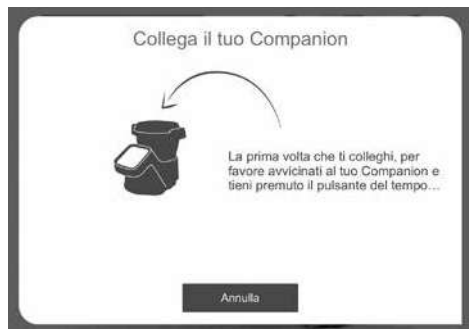 Collega il tuo Companion
La prima volta che ti colleghi, per
favore avvicinati al tuo Companion e
tieni premuto il pulsante del tempo...
Annulla